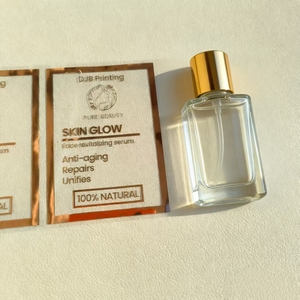 DJB Printing
PURE BEAUTY
SKIN GLOW
Face revitalizing serum
Anti-aging
Repairs
Unifies
100% NATURAL